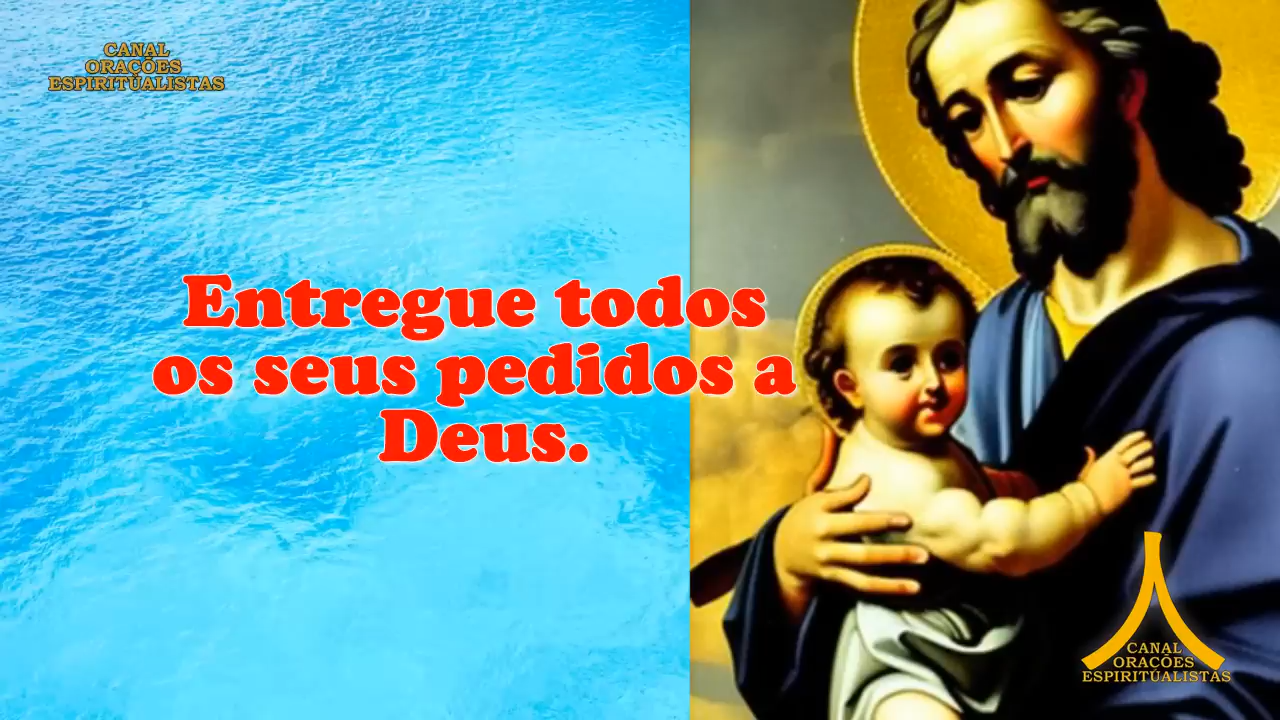 CANAL
ORAÇÕES
ESPIRITUALISTAS
Entregue todos
os seus pedidos a
Deus.
CANAL
ORAÇÕES
ESPIRITUALISTAS